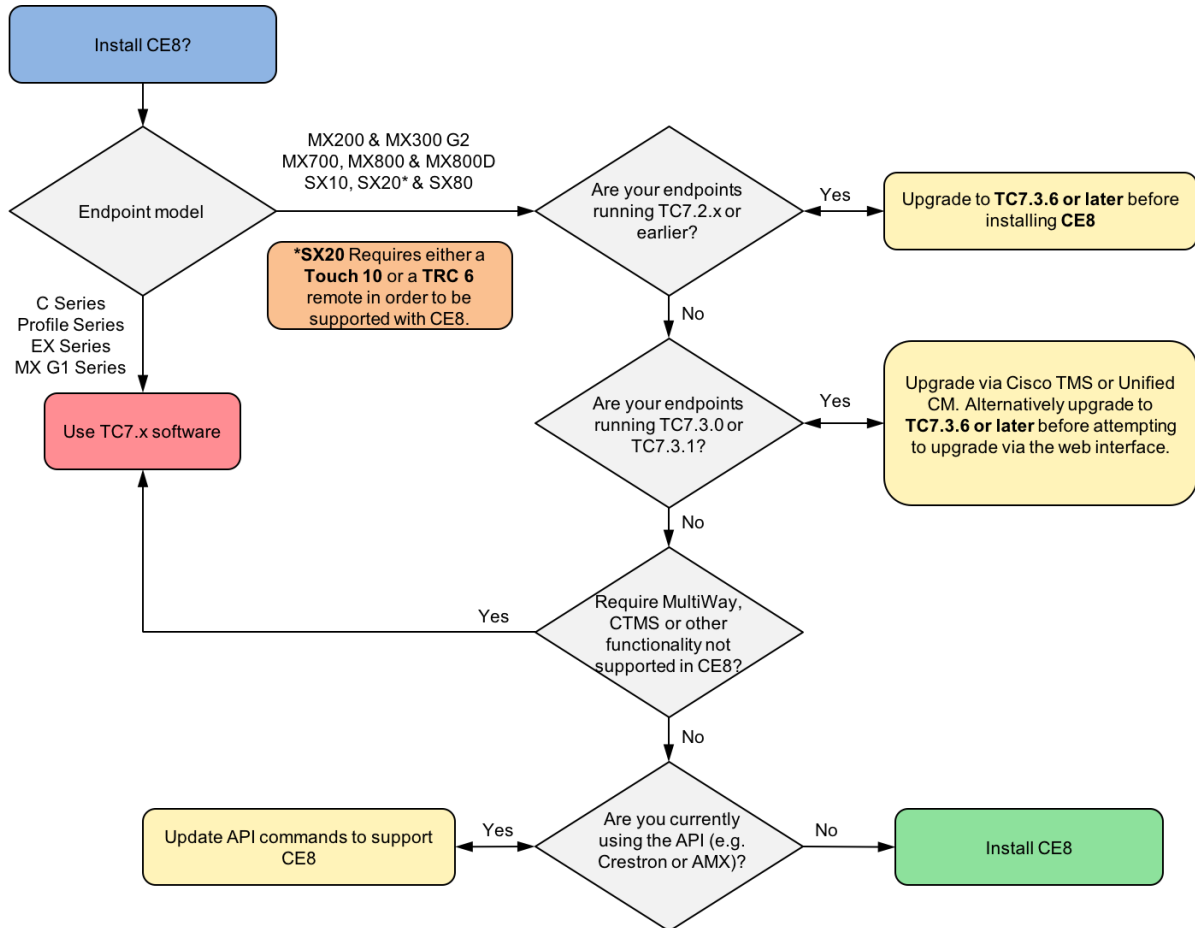 Install CE8?
Endpoint model
MX200 & MX300 G2
MX700, MX800 & MX800D
SX10, SX20* & SX80
*SX20 Requires either a
Touch 10 or a TRC 6
remote in order to be
supported with CE8.
Are your endpoints
running TC7.2.x or
earlier?
Yes
Upgrade to TC7.3.6 or later before
installing CE8
C Series
Profile Series
EX Series
MX G1 Series
Use TC7.x software
No
Are your endpoints
running TC7.3.0 or
TC7.3.1?
Yes
Upgrade via Cisco TMS or Unified
CM. Alternatively upgrade to
TC7.3.6 or later before attempting
to upgrade via the web interface.
No
Require MultiWay,
CTMS or other
functionality not
supported in CE8?
Yes
No
Are you currently
using the API (e.g.
Crestron or AMX)?
Yes
Update API commands to support
CE8
No
Install CE8